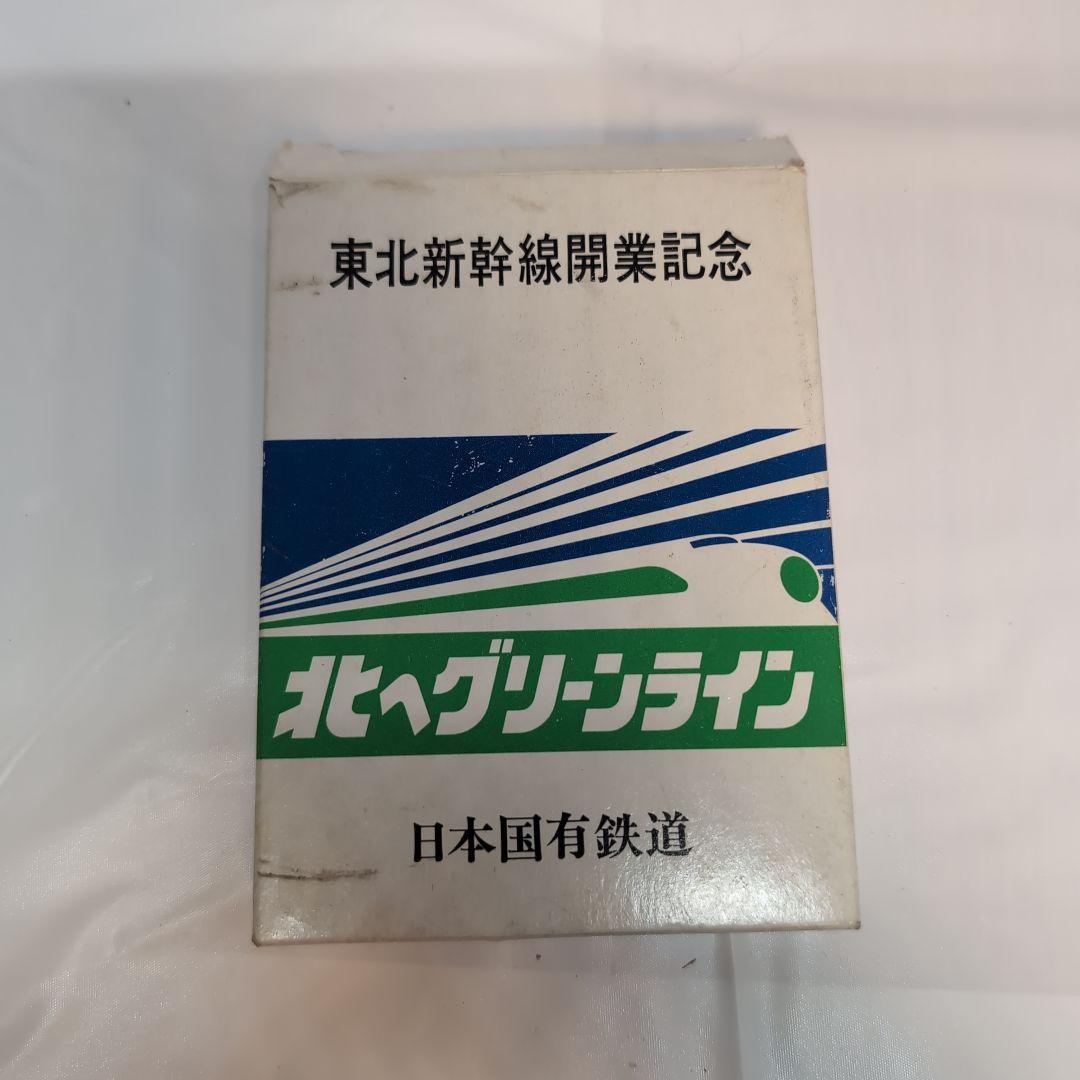 東北新幹線開業記念
北へグリーンライン
日本国有鉄道